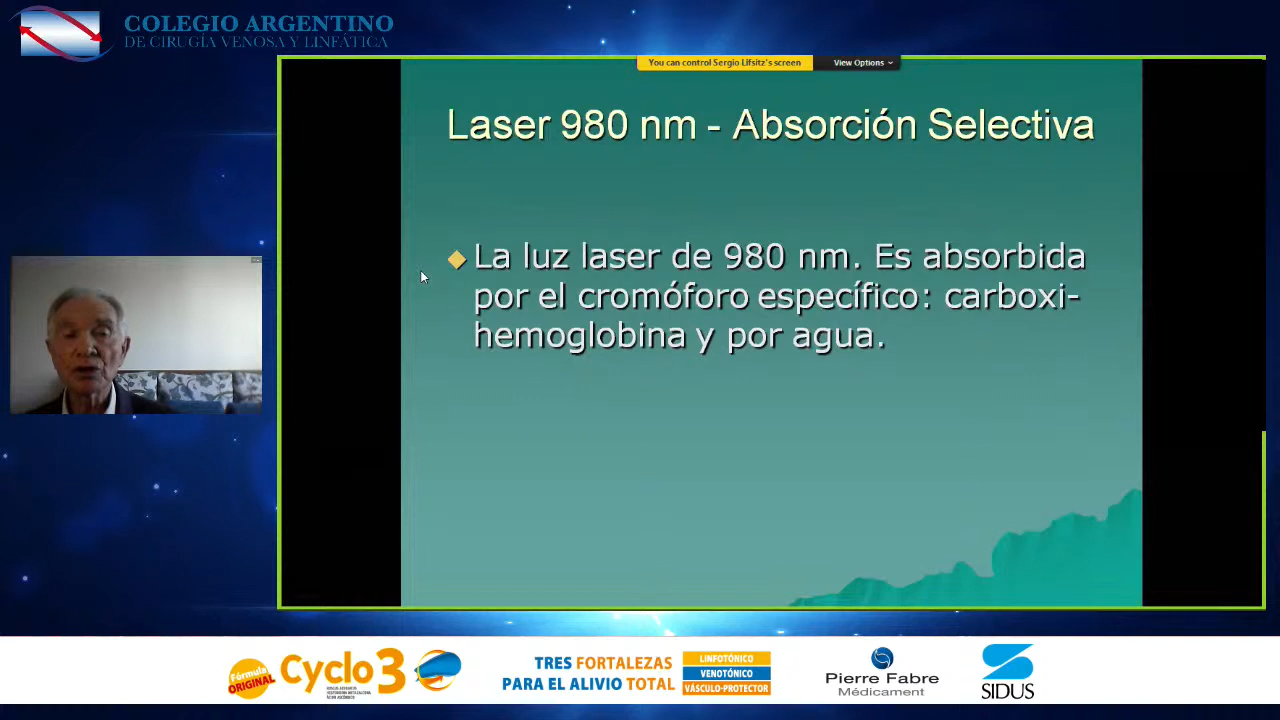 COLEGIO ARGENTINO
DE CIRUGÍA VENOSA Y LINFÁTICA
You can control Sergio Lifsitz's screen
View Options
Laser 980 nm - Absorción Selectiva
La luz laser de 980 nm. Es absorbida
por el cromóforo específico: carboxi-
hemoglobina y por agua.
Fórmula
ORIGINAL
Cyclo 3
TRES FORTALEZAS
PARA EL ALIVIO TOTAL
LINFOTÓNICO
VENOTÓNICO
VÁSCULO-PROTECTOR
Pierre Fabre
Médicament
SIDUS